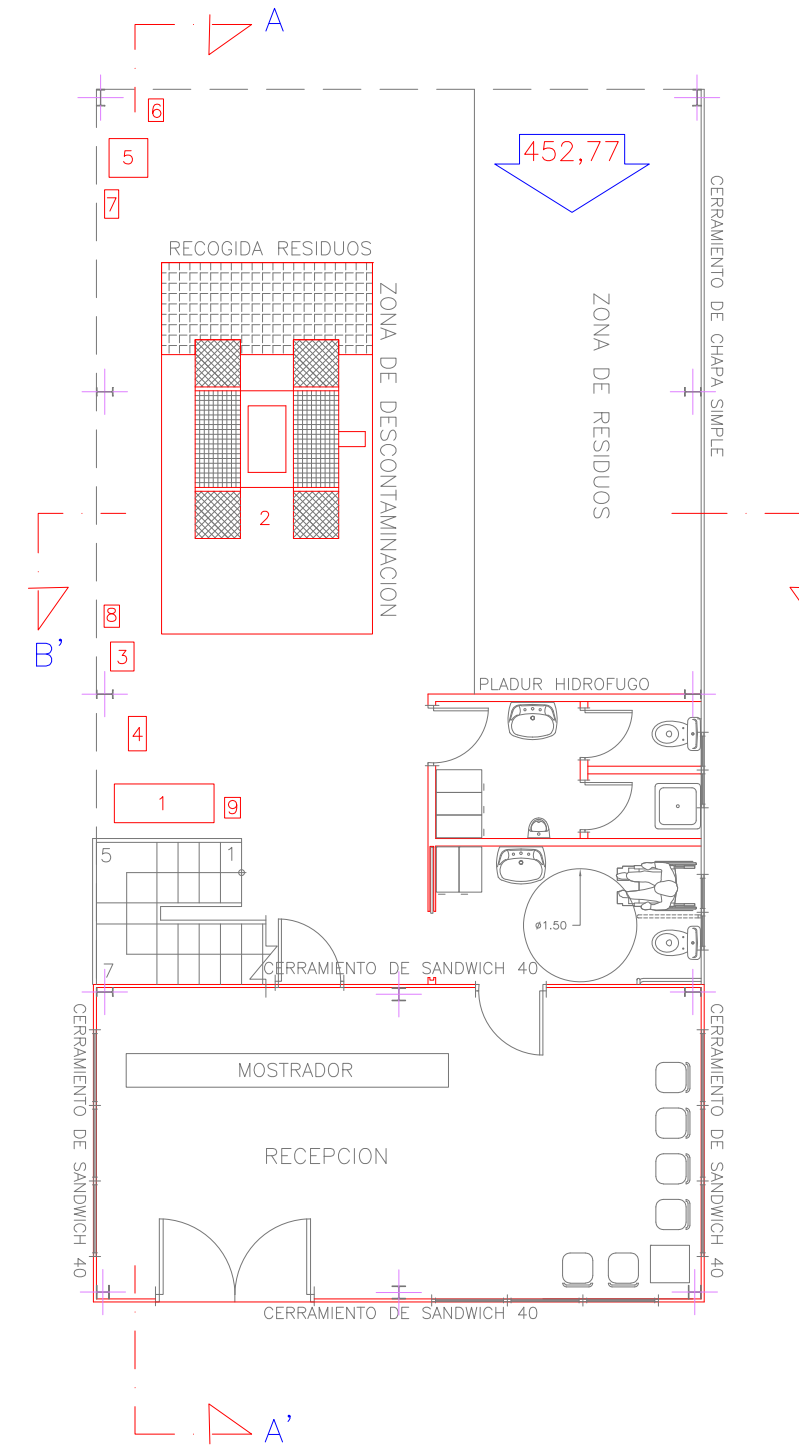 A
6
5
452,77
7
RECOGIDA RESIDUOS
ZONA DE DESCONTAMINACION
ZONA DE RESIDUOS
CERRAMIENTO DE CHAPA SIMPLE
2
8
B'
3
PLADUR HIDROFUGO
4
1
9
5
1
ø1.50
7
CERRAMIENTO DE SANDWICH 40
CERRAMIENTO DE SANDWICH 40
MOSTRADOR
CERRAMIENTO DE SANDWICH 40
RECEPCION
CERRAMIENTO DE SANDWICH 40
A'